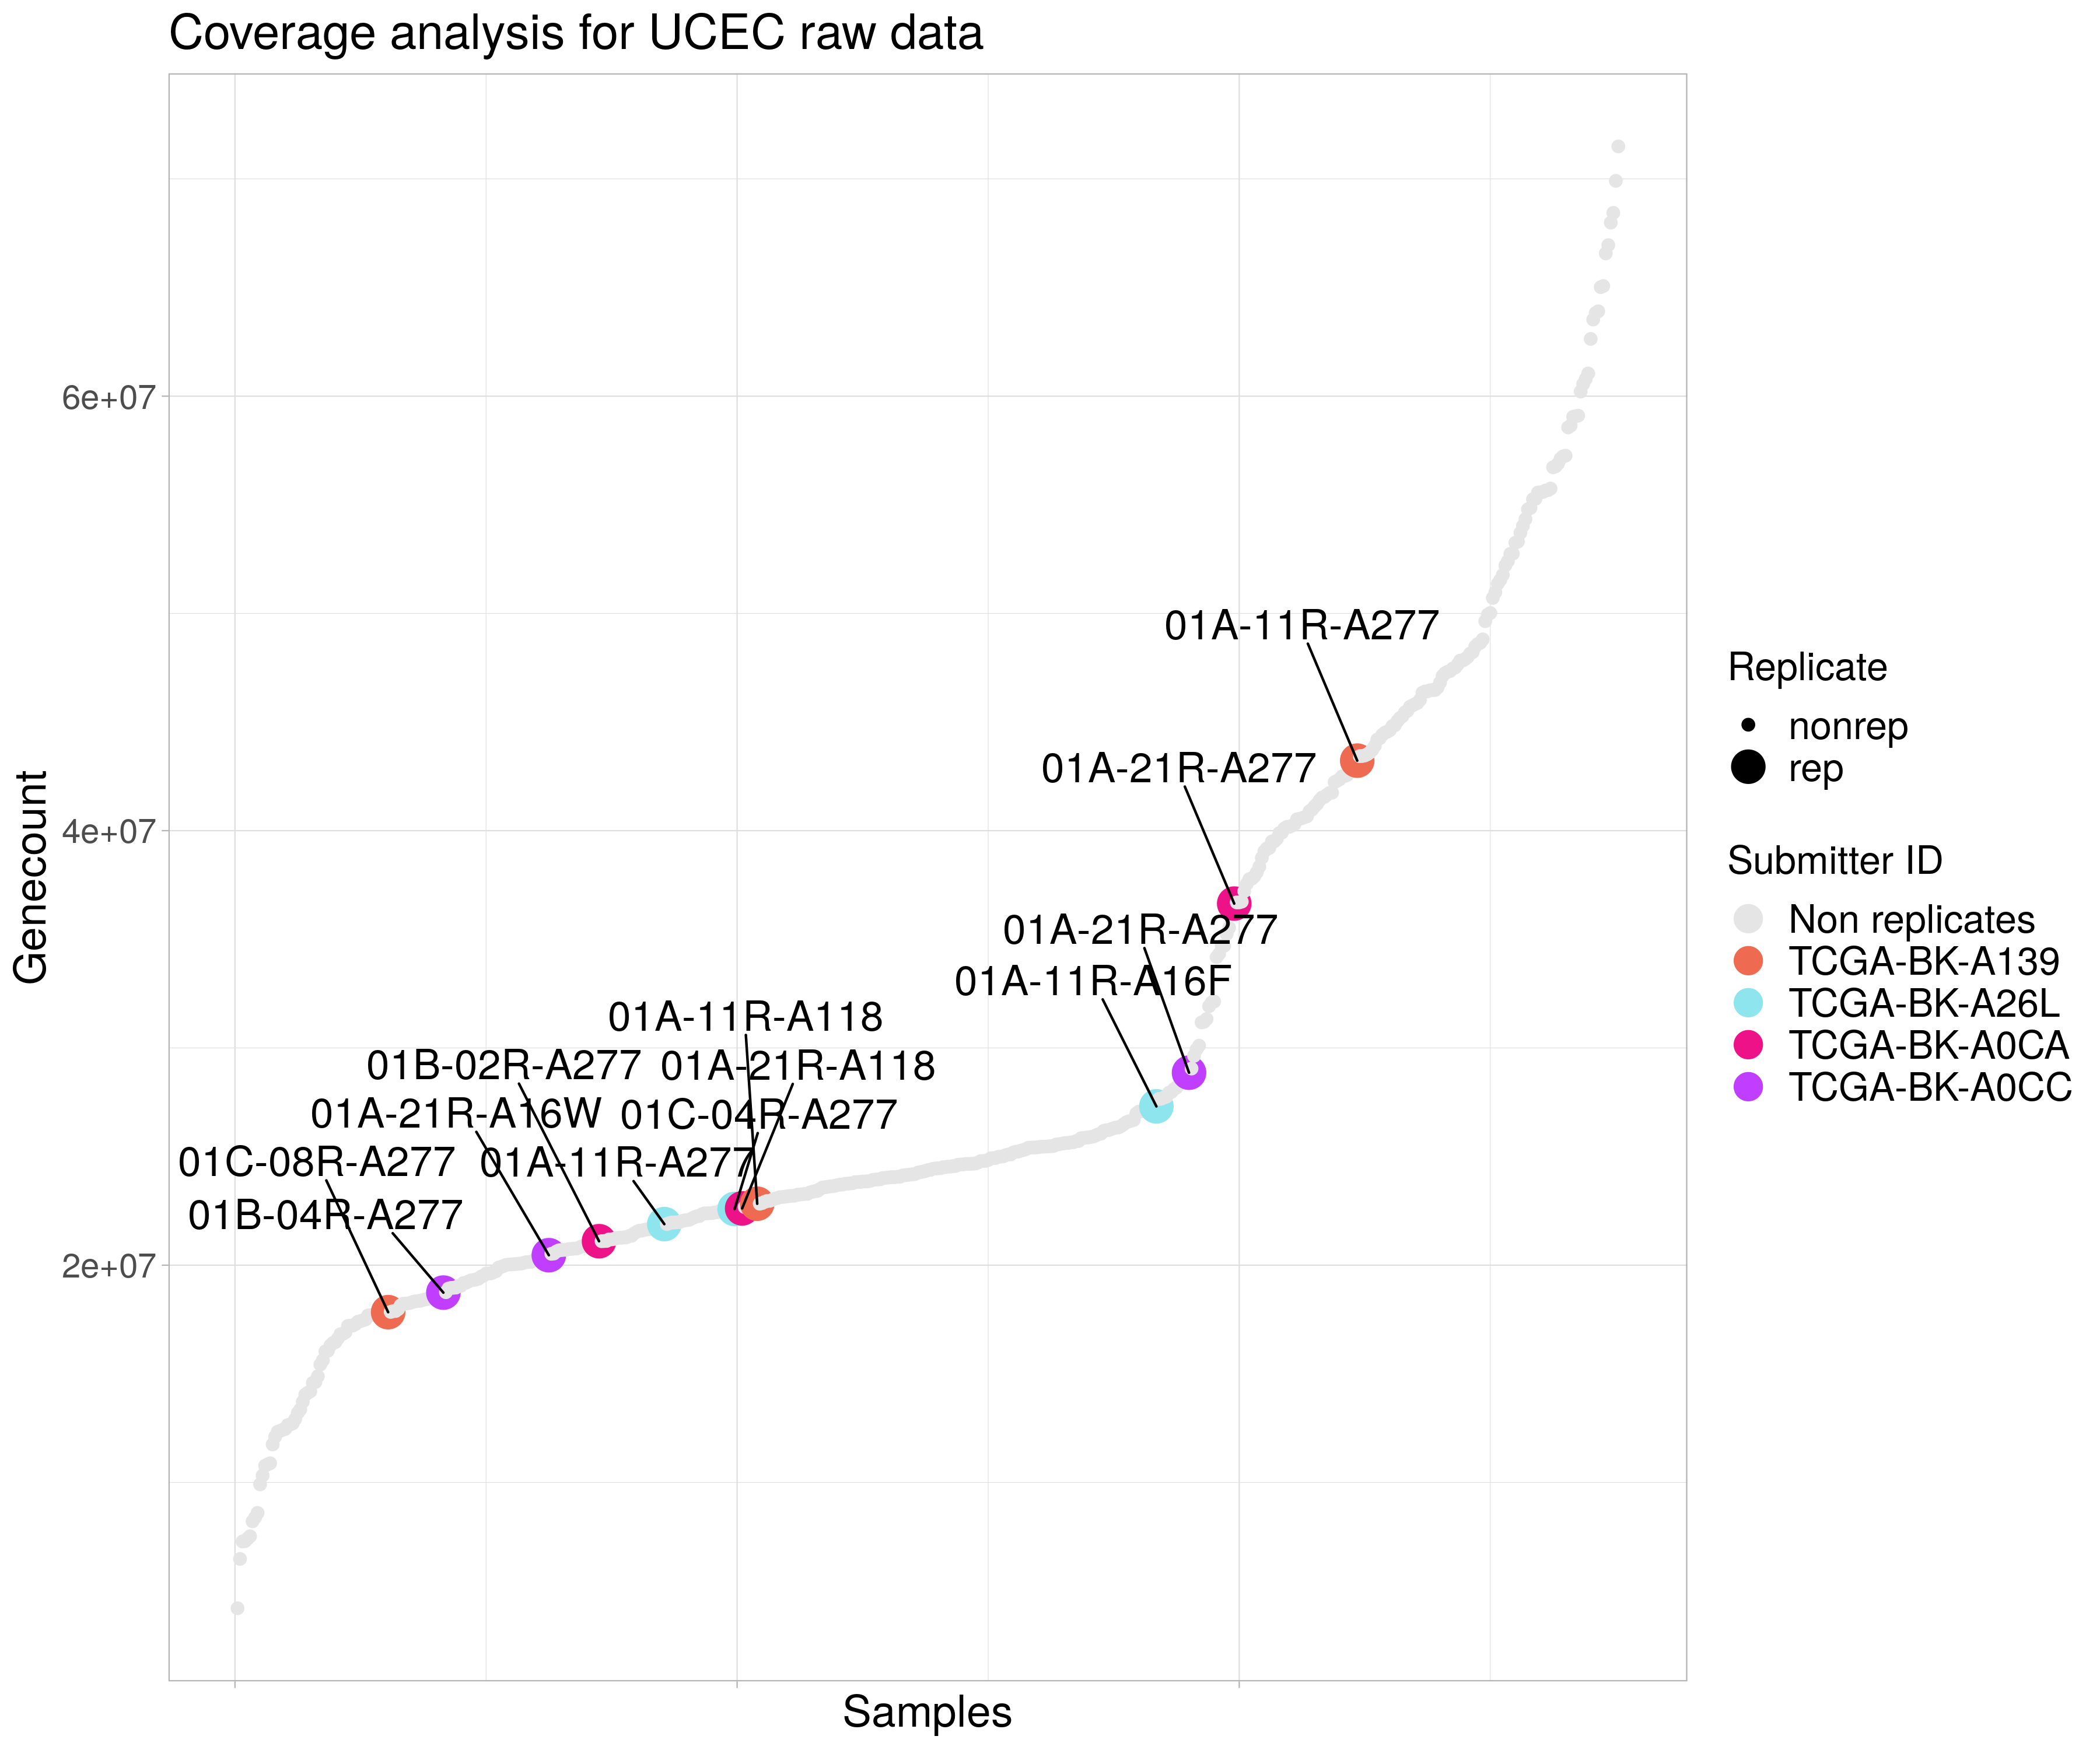 Coverage analysis for UCEC raw data
Genecount
6e+07
4e+07
2e+07
01A-11R-A277
01A-21R-A277
01A-21R-A277
01A-11R-A16F
01A-11R-A118
01B-02R-A277
01A-21R-A118
01A-21R-A16W
01C-04R-A277
01C-08R-A277
01A-11R-A277
01B-04R-A277
Samples
Replicate
nonrep
rep
Submitter ID
Non replicates
TCGA-BK-A139
TCGA-BK-A26L
TCGA-BK-A0CA
TCGA-BK-A0CC